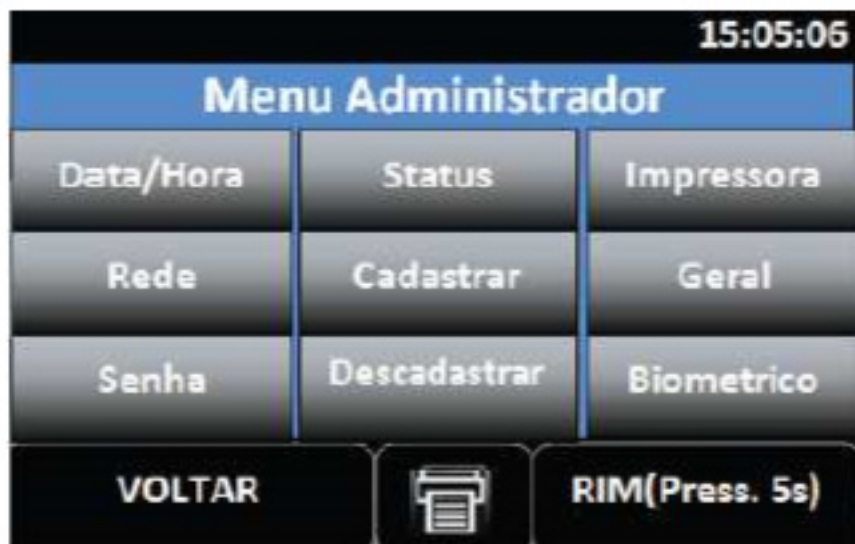 15:05:06
Menu Administrador
Data/Hora Status Impressora
Rede Cadastrar Geral
Senha Descadastrar Biometrico
VOLTAR RIM(Press. 5s)